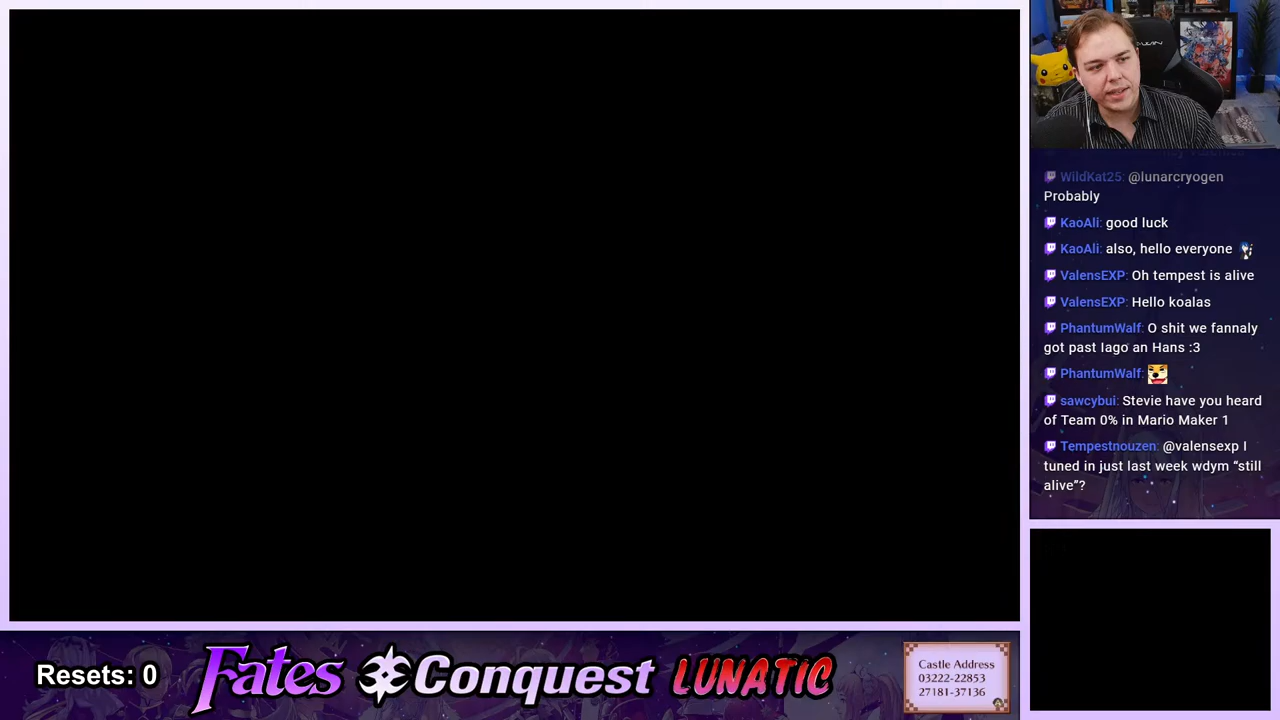 WildKat25: @lunarcryogen
Probably
KaoAli: good luck
KaoAli: also, hello everyone
ValensEXP: Oh tempest is alive
ValensEXP: Hello koalas
PhantumWalf: O shit we fannaly
got past Iago an Hans :3
PhantumWalf:
sawcybui: Stevie have you heard
of Team 0% in Mario Maker 1
Tempestnouzen: @valensexp I
tuned in just last week wdym “still
alive”?
Resets: 0
Fates Conquest LUNATIC
Castle Address
03222-22853
27181-37136